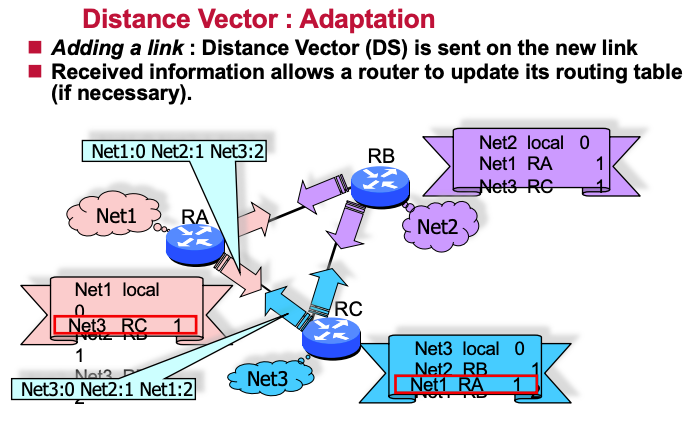 Distance Vector : Adaptation
Adding a link : Distance Vector (DS) is sent on the new link
Received information allows a router to update its routing table
(if necessary).
Net1:0 Net2:1 Net3:2
RB
Net2 local 0
Net1 RA 1
Net3 RC 1
Net1
RA
Net2
Net1 local
0
Net3 RC 1
Net2 RB
1
Net3
2
RC
Net3 local 0
Net2 RB 1
Net1 RA 1
Net1 RB 2
Net3
Net3:0 Net2:1 Net1:2